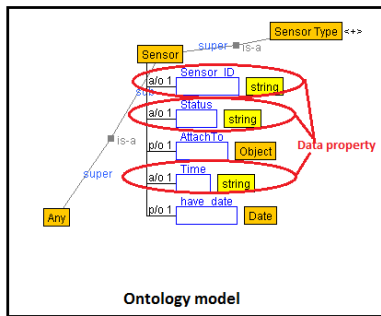 Sensor Type <+>
super
is-a
Sensor
Sensor_ID
a/o 1
string
Status
a/o 1
string
is-a
AttachTo
p/o 1
Object
Data property
super
Time
a/o 1
string
have_date
p/o 1
Date
Any
Ontology model